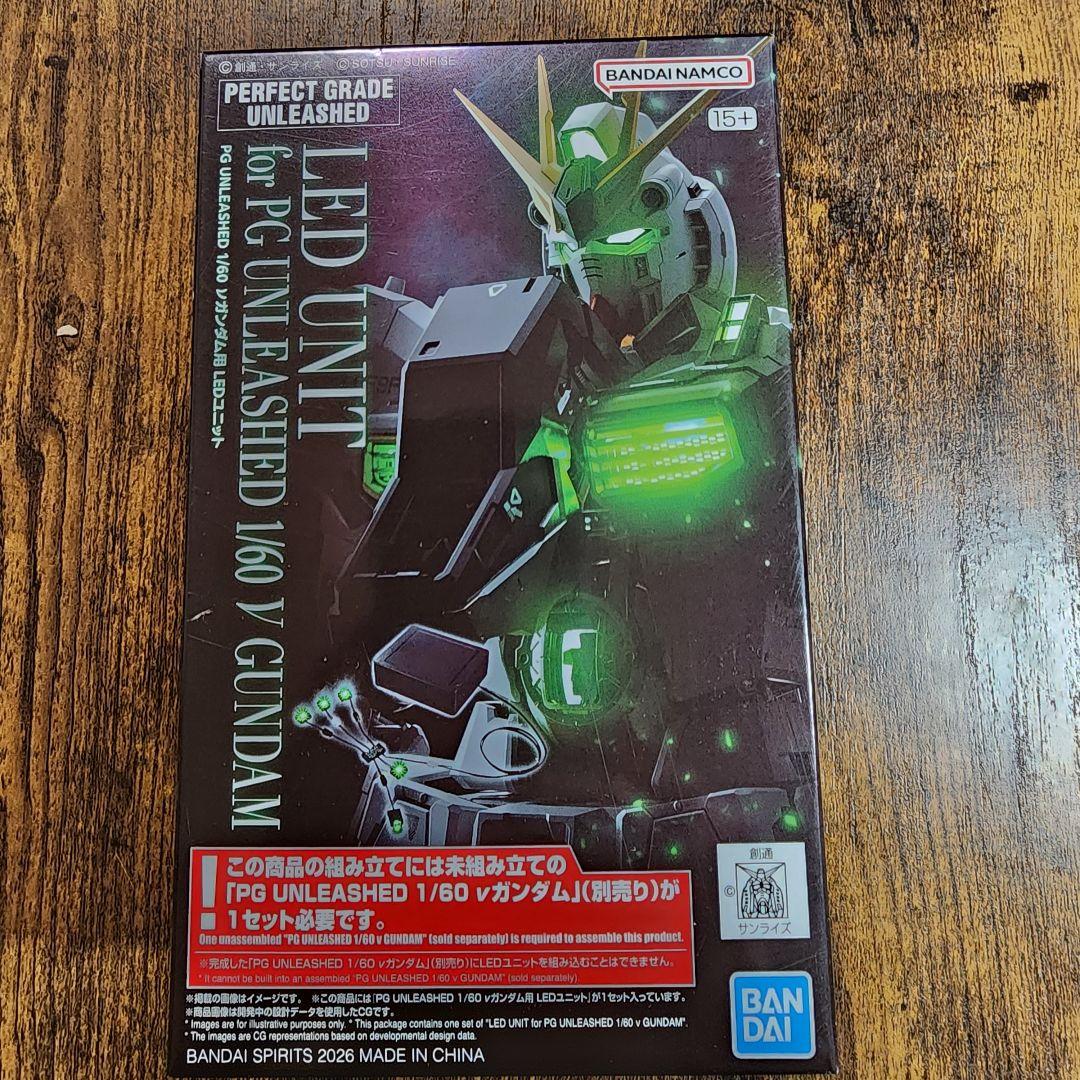 ©創通・サンライズ ©SOTSU・SUNRISE
PERFECT GRADE
UNLEASHED
BANDAI NAMCO
15+
LED UNIT
for PG UNLEASHED 1/60 ν GUNDAM
PG UNLEASHED 1/60 νガンダム用 LEDユニット
この商品の組み立てには未組み立ての
「PG UNLEASHED 1/60 νガンダム」(別売り)が
1セット必要です。
One unassembled "PG UNLEASHED 1/60 ν GUNDAM" (sold separately) is required to assemble this product.
※完成した「PG UNLEASHED 1/60 νガンダム」(別売り)にLEDユニットを組み込むことはできません。
* It cannot be built into an assembled "PG UNLEASHED 1/60 ν GUNDAM" (sold separately).
※掲載の画像はイメージです。 ※この商品には「PG UNLEASHED 1/60 νガンダム用 LEDユニット」が1セット入っています。
※商品画像は開発中の設計データを使用したCGです。
* Images are for illustrative purposes only. * This package contains one set of "LED UNIT for PG UNLEASHED 1/60 ν GUNDAM".
* The images are CG representations based on developmental design data.
BANDAI SPIRITS 2026 MADE IN CHINA
創通
©
サンライズ
BAN
DAI